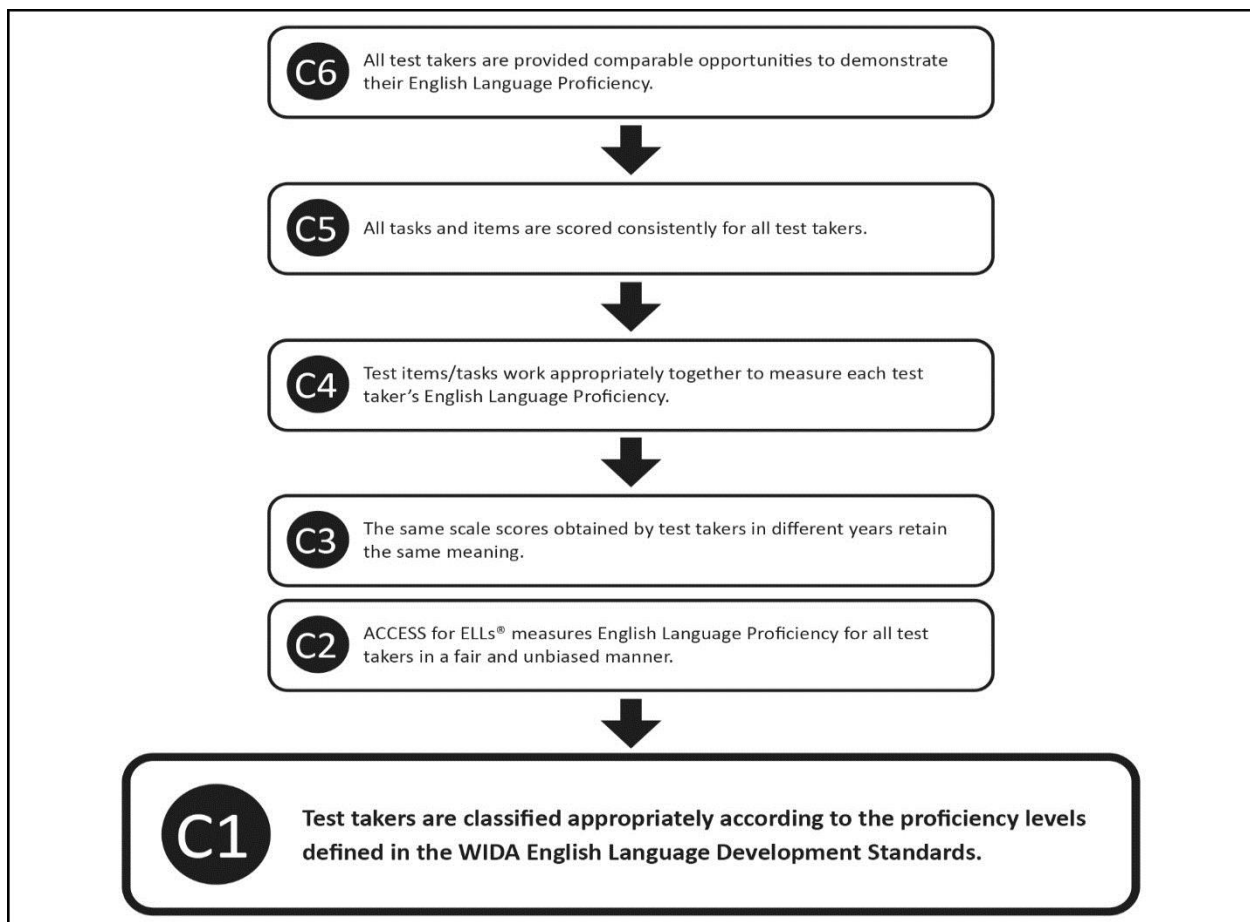 C6
All test takers are provided comparable opportunities to demonstrate
their English Language Proficiency.
C5
All tasks and items are scored consistently for all test takers.
C4
Test items/tasks work appropriately together to measure each test
taker’s English Language Proficiency.
C3
The same scale scores obtained by test takers in different years retain
the same meaning.
C2
ACCESS for ELLs® measures English Language Proficiency for all test
takers in a fair and unbiased manner.
C1
Test takers are classified appropriately according to the proficiency levels
defined in the WIDA English Language Development Standards.